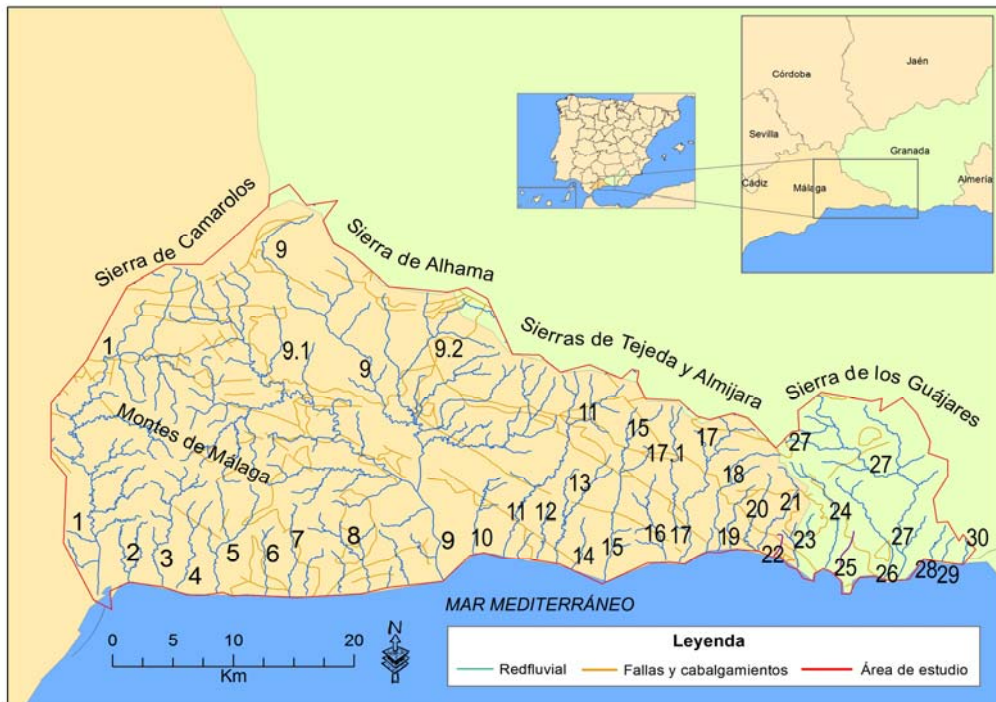 Córdoba
Jaén
Sevilla
Granada
Cádiz
Málaga
Almería
Sierra de Camarolos
Sierra de Alhama
Sierras de Tejeda y Almijara
Sierra de los Guájares
Montes de Málaga
9
1
9.1
9
9.2
11
15
17.1
17
27
27
18
13
20
21
24
1
2
3
4
5
6
7
8
9
10
11
12
14
15
16
17
19
22
23
25
26
27
28
29
30
MAR MEDITERRÁNEO
0 5 10 20
Km
N
Leyenda
Redfluvial
Fallas y cabalgamientos
Área de estudio